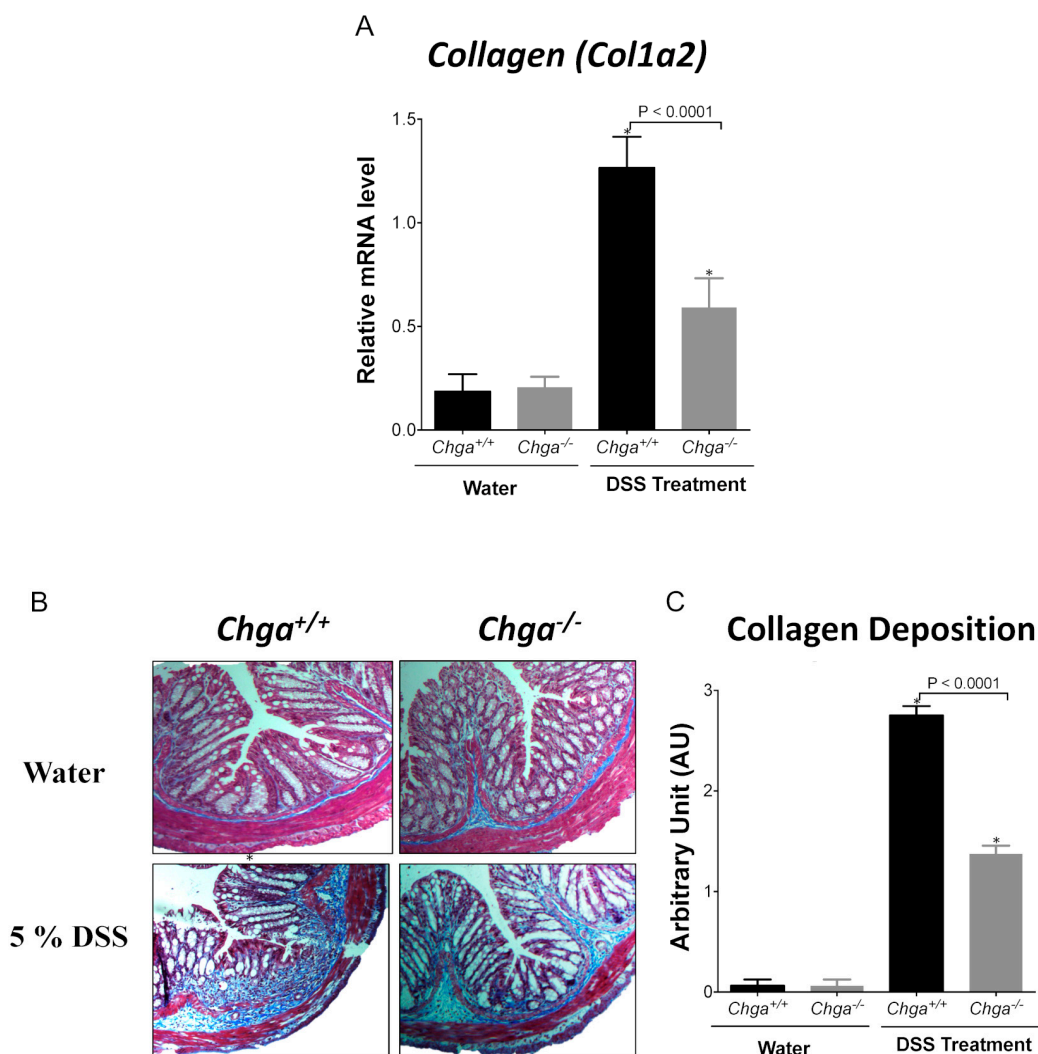 A
Collagen (Col1a2)
P < 0.0001
*
*
Relative mRNA level
1.5
1.0
0.5
0.0
Chga+/+ Chga-/- Chga+/+ Chga-/-
Water DSS Treatment
B
Chga+/+ Chga-/-
Water
*
5 % DSS
C
Collagen Deposition
P < 0.0001
*
*
Arbitrary Unit (AU)
3
2
1
0
Chga+/+ Chga-/- Chga+/+ Chga-/-
Water DSS Treatment